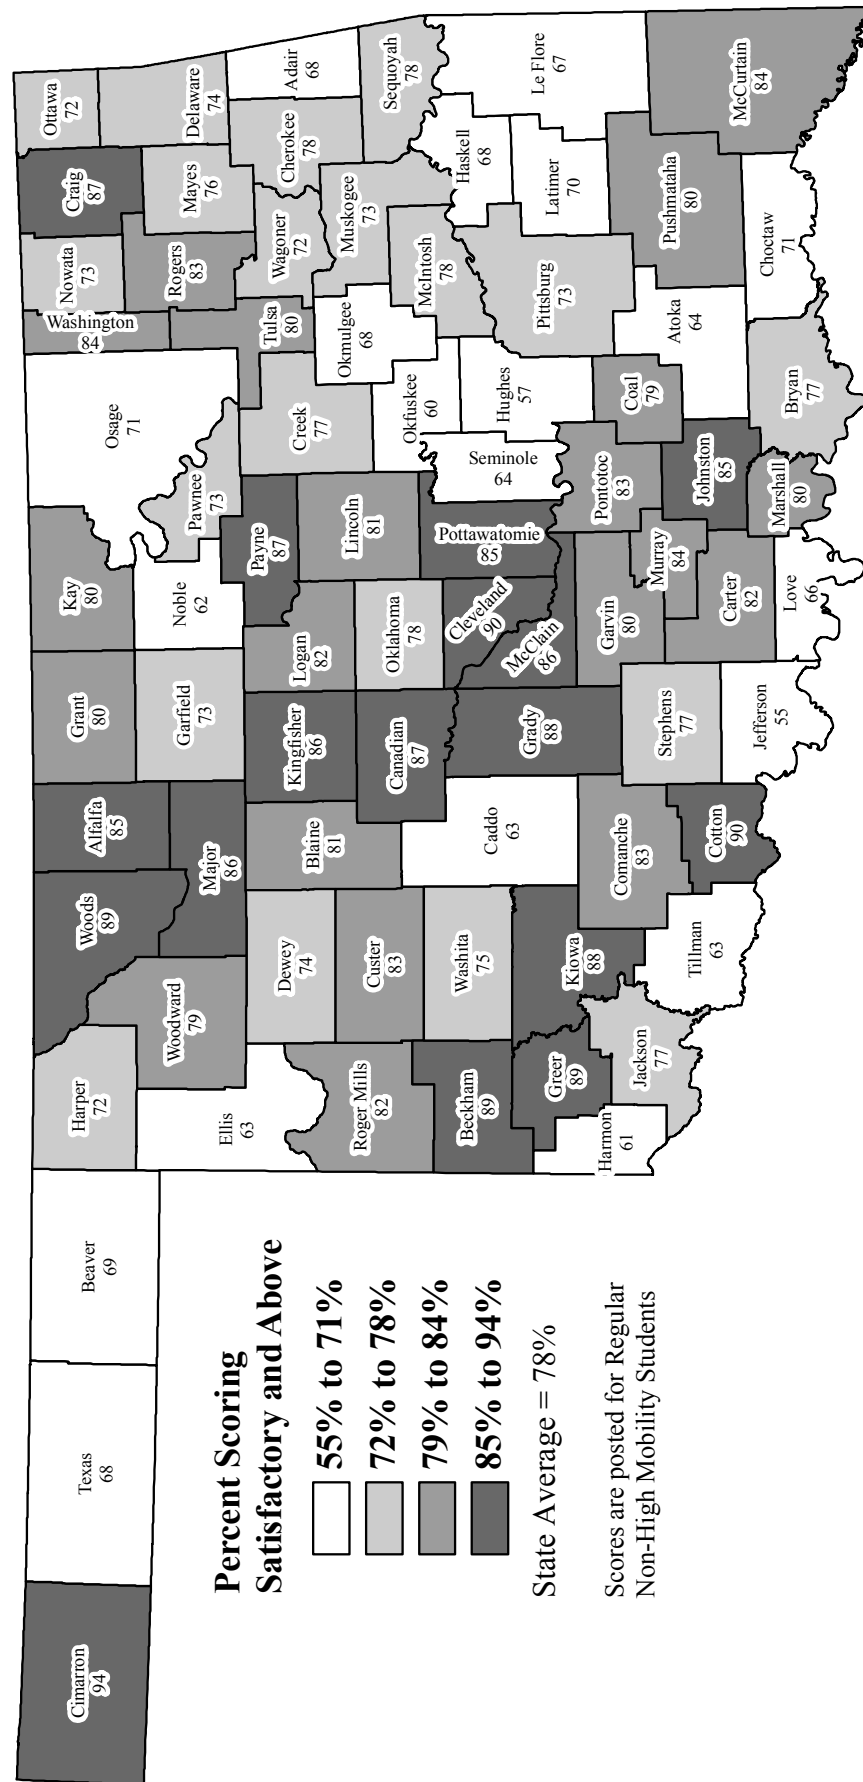 Cimarron
94
Texas
68
Beaver
69
Harper
72
Woods
89
Alfalfa
85
Grant
80
Kay
80
Osage
71
Washington
84
Nowata
73
Craig
87
Ottawa
72
Ellis
63
Woodward
79
Major
86
Garfield
73
Noble
62
Pawnee
73
Rogers
83
Mayes
76
Delaware
74
Roger Mills
82
Dewey
74
Blaine
81
Kingfisher
86
Logan
82
Payne
87
Creek
77
Tulsa
80
Wagoner
72
Cherokee
78
Adair
68
Beckham
89
Custer
83
Canadian
87
Oklahoma
78
Lincoln
81
Okfuskee
60
Okmulgee
68
Muskogee
73
Sequoyah
78
Washita
75
Caddo
63
Grady
88
McClain
86
Cleveland
90
Pottawatomie
85
Seminole
64
Hughes
57
McIntosh
78
Haskell
68
Le Flore
67
Harmon
61
Greer
89
Kiowa
88
Comanche
83
Stephens
77
Garvin
80
Murray
84
Pontotoc
83
Coal
79
Pittsburg
73
Latimer
70
Jackson
77
Tillman
63
Cotton
90
Jefferson
55
Carter
82
Johnston
85
Atoka
64
Pushmataha
80
McCurtain
84
Love
66
Marshall
80
Bryan
77
Choctaw
71
Percent Scoring
Satisfactory and Above
55% to 71%
72% to 78%
79% to 84%
85% to 94%
State Average = 78%
Scores are posted for Regular
Non-High Mobility Students